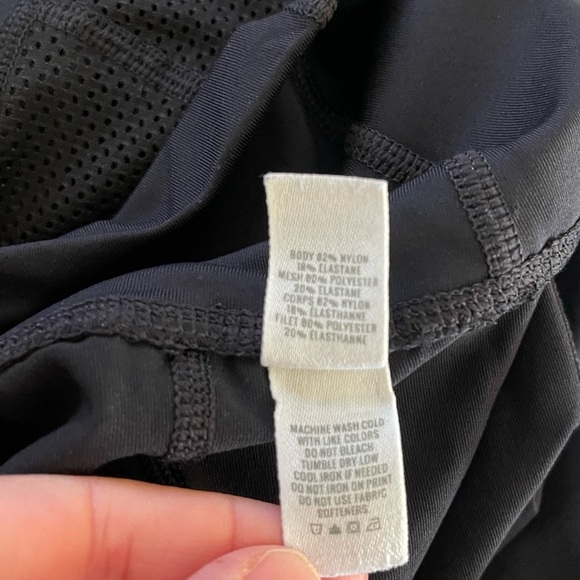 BODY 82% NYLON
18% ELASTANE
MESH 80% POLYESTER
20% ELASTANE
CORPS 82% NYLON
18% ELASTHANNE
FILET 80% POLYESTER
20% ELASTHANNE
MACHINE WASH COLD
WITH LIKE COLORS
DO NOT BLEACH
TUMBLE DRY LOW
COOL IRON IF NEEDED
DO NOT IRON ON PRINT
DO NOT USE FABRIC
SOFTENERS.